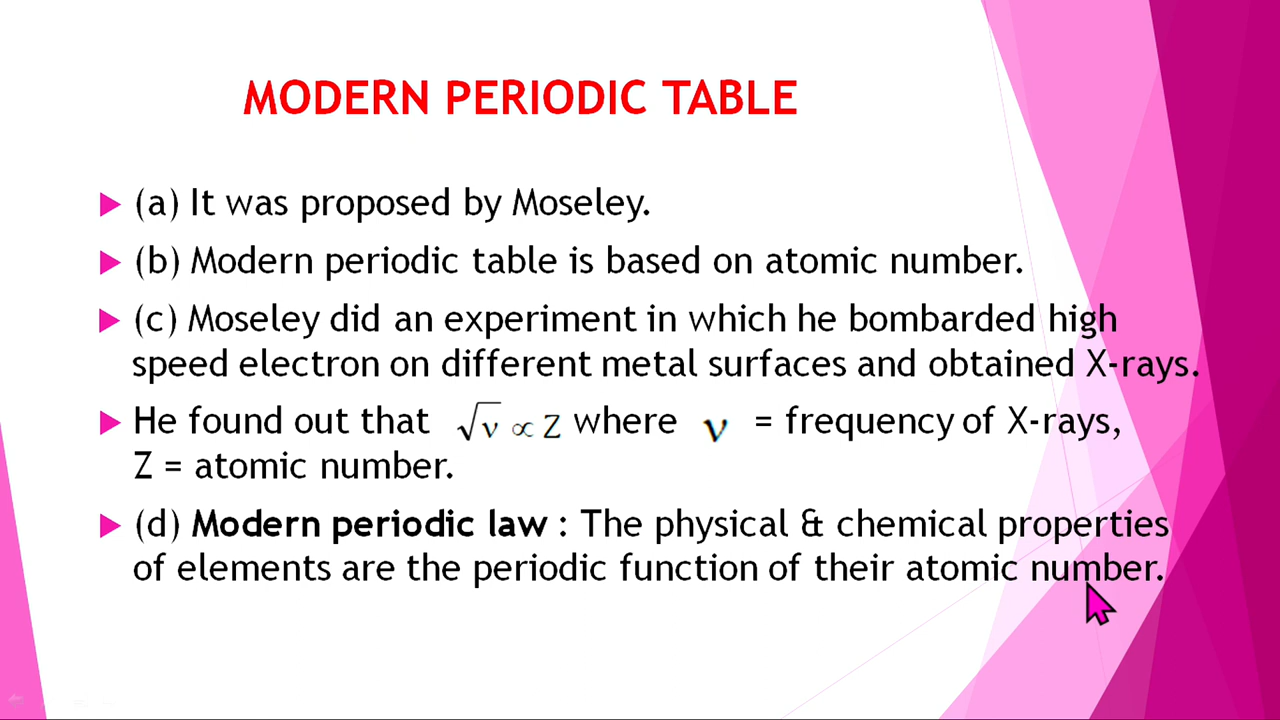 MODERN PERIODIC TABLE
(a) It was proposed by Moseley.
(b) Modern periodic table is based on atomic number.
(c) Moseley did an experiment in which he bombarded high
speed electron on different metal surfaces and obtained X-rays.
He found out that √ν ∝ Z where ν = frequency of X-rays,
Z = atomic number.
(d) Modern periodic law : The physical & chemical properties
of elements are the periodic function of their atomic number.